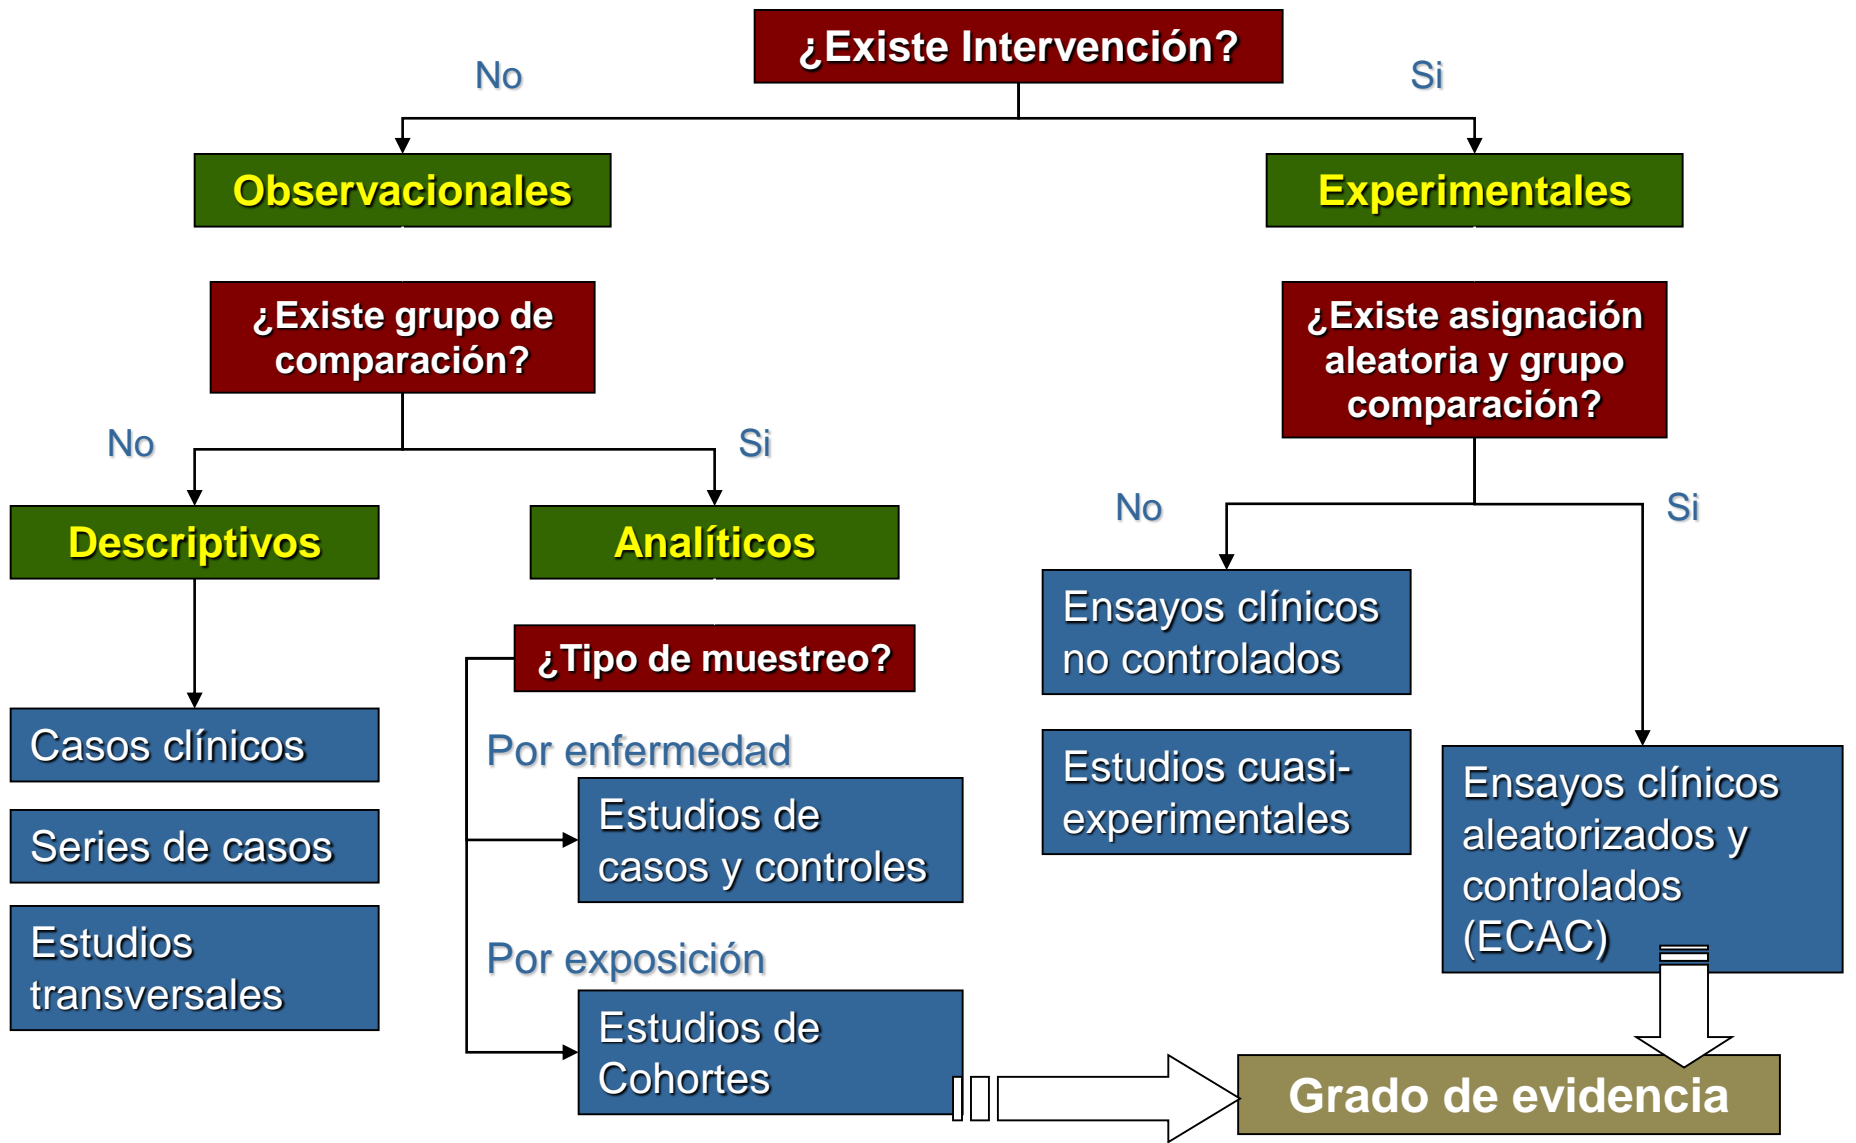 ¿Existe Intervención?
No
Si
Observacionales
Experimentales
¿Existe grupo de
comparación?
¿Existe asignación
aleatoria y grupo
comparación?
No
Si
No
Si
Descriptivos
Analíticos
Ensayos clínicos
no controlados
¿Tipo de muestreo?
Casos clínicos
Por enfermedad
Estudios cuasi-
experimentales
Ensayos clínicos
aleatorizados y
controlados
(ECAC)
Series de casos
Estudios de
casos y controles
Estudios
transversales
Por exposición
Estudios de
Cohortes
Grado de evidencia